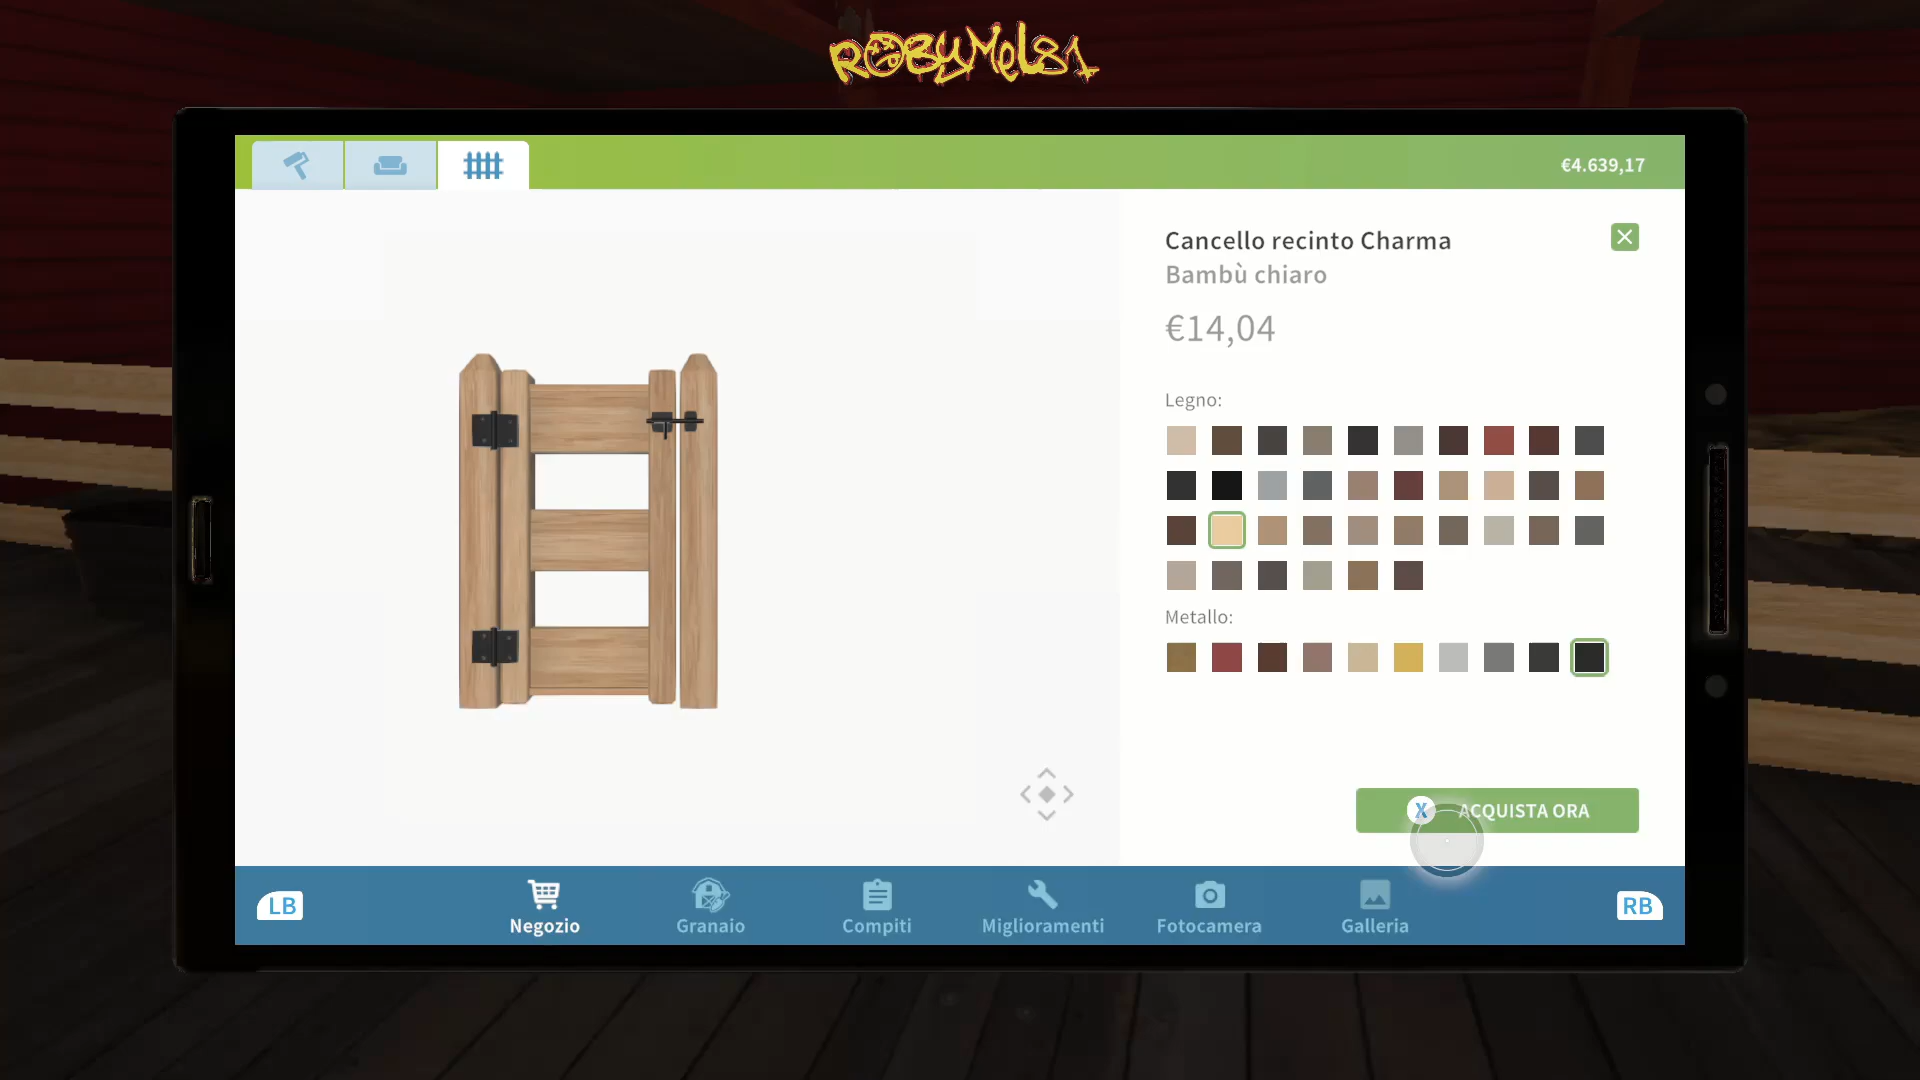 ROBYMEL81
€4.639,17
Cancello recinto Charma
Bambù chiaro
€14,04
Legno:
Metallo:
X ACQUISTA ORA
LB
Negozio
Granaio
Compiti
Miglioramenti
Fotocamera
Galleria
RB